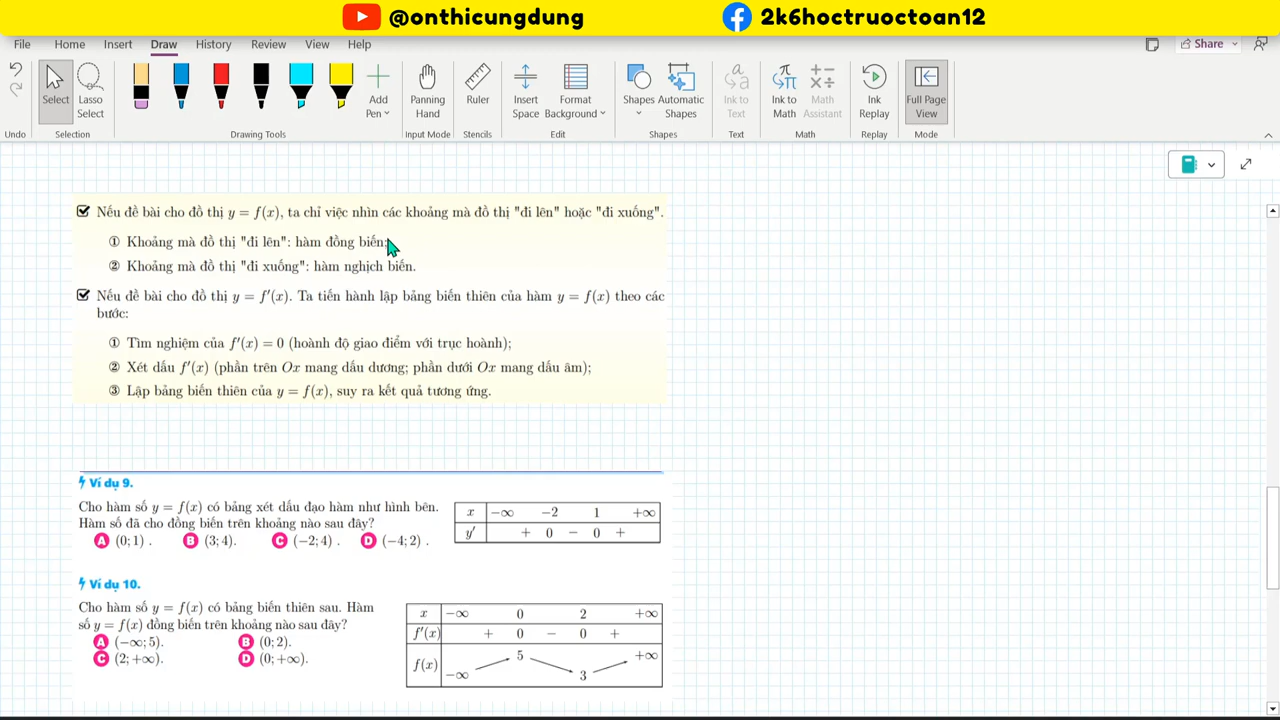 @onthicungdung
2k6hoctructoan12
File Home Insert Draw History Review View Help
Share
Select
Lasso Select
Add Pen
Panning Hand
Ruler
Insert Space
Format Background
Shapes
Automatic Shapes
Ink to Text
Ink to Math
Math Assistant
Ink Replay
Full Page View
Undo
Selection
Drawing Tools
Input Mode
Stencils
Edit
Shapes
Text
Math
Replay
Mode
Nếu đề bài cho đồ thị y = f(x), ta chỉ việc nhìn các khoảng mà đồ thị "đi lên" hoặc "đi xuống".
① Khoảng mà đồ thị "đi lên": hàm đồng biến;
② Khoảng mà đồ thị "đi xuống": hàm nghịch biến.
Nếu đề bài cho đồ thị y = f′(x). Ta tiến hành lập bảng biến thiên của hàm y = f(x) theo các
bước:
① Tìm nghiệm của f′(x) = 0 (hoành độ giao điểm với trục hoành);
② Xét dấu f′(x) (phần trên Ox mang dấu dương; phần dưới Ox mang dấu âm);
③ Lập bảng biến thiên của y = f(x), suy ra kết quả tương ứng.
Ví dụ 9.
Cho hàm số y = f(x) có bảng xét dấu đạo hàm như hình bên.
Hàm số đã cho đồng biến trên khoảng nào sau đây?
A (0; 1) . B (3; 4). C (−2; 4) . D (−4; 2) .
x −∞ −2 1 +∞
y′ + 0 − 0 +
Ví dụ 10.
Cho hàm số y = f(x) có bảng biến thiên sau. Hàm
số y = f(x) đồng biến trên khoảng nào sau đây?
A (−∞; 5). B (0; 2).
C (2; +∞). D (0; +∞).
x −∞ 0 2 +∞
f′(x) + 0 − 0 +
f(x) −∞ 5 3 +∞